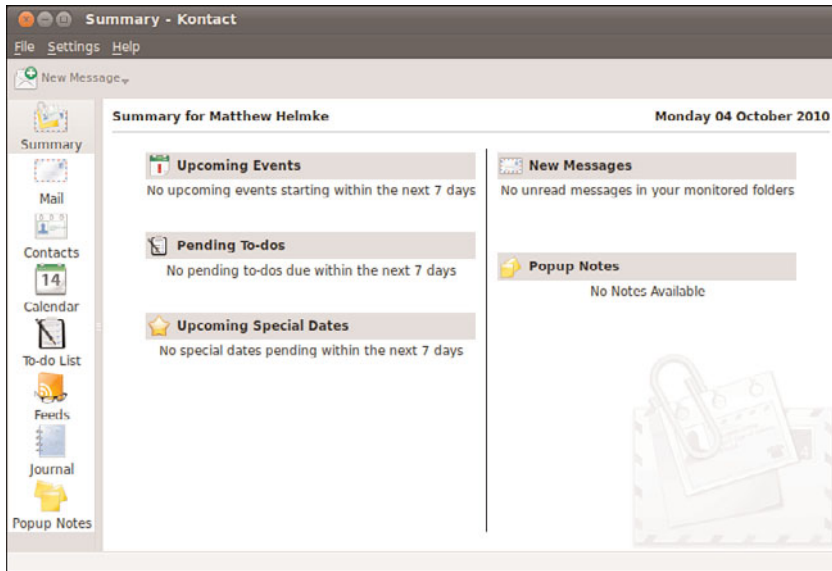 Summary - Kontact
File Settings Help
New Message
Summary
Mail
Contacts
14
Calendar
To-do List
Feeds
Journal
Popup Notes
Summary for Matthew Helmke
Monday 04 October 2010
1
Upcoming Events
No upcoming events starting within the next 7 days
Pending To-dos
No pending to-dos due within the next 7 days
Upcoming Special Dates
No special dates pending within the next 7 days
New Messages
No unread messages in your monitored folders
Popup Notes
No Notes Available